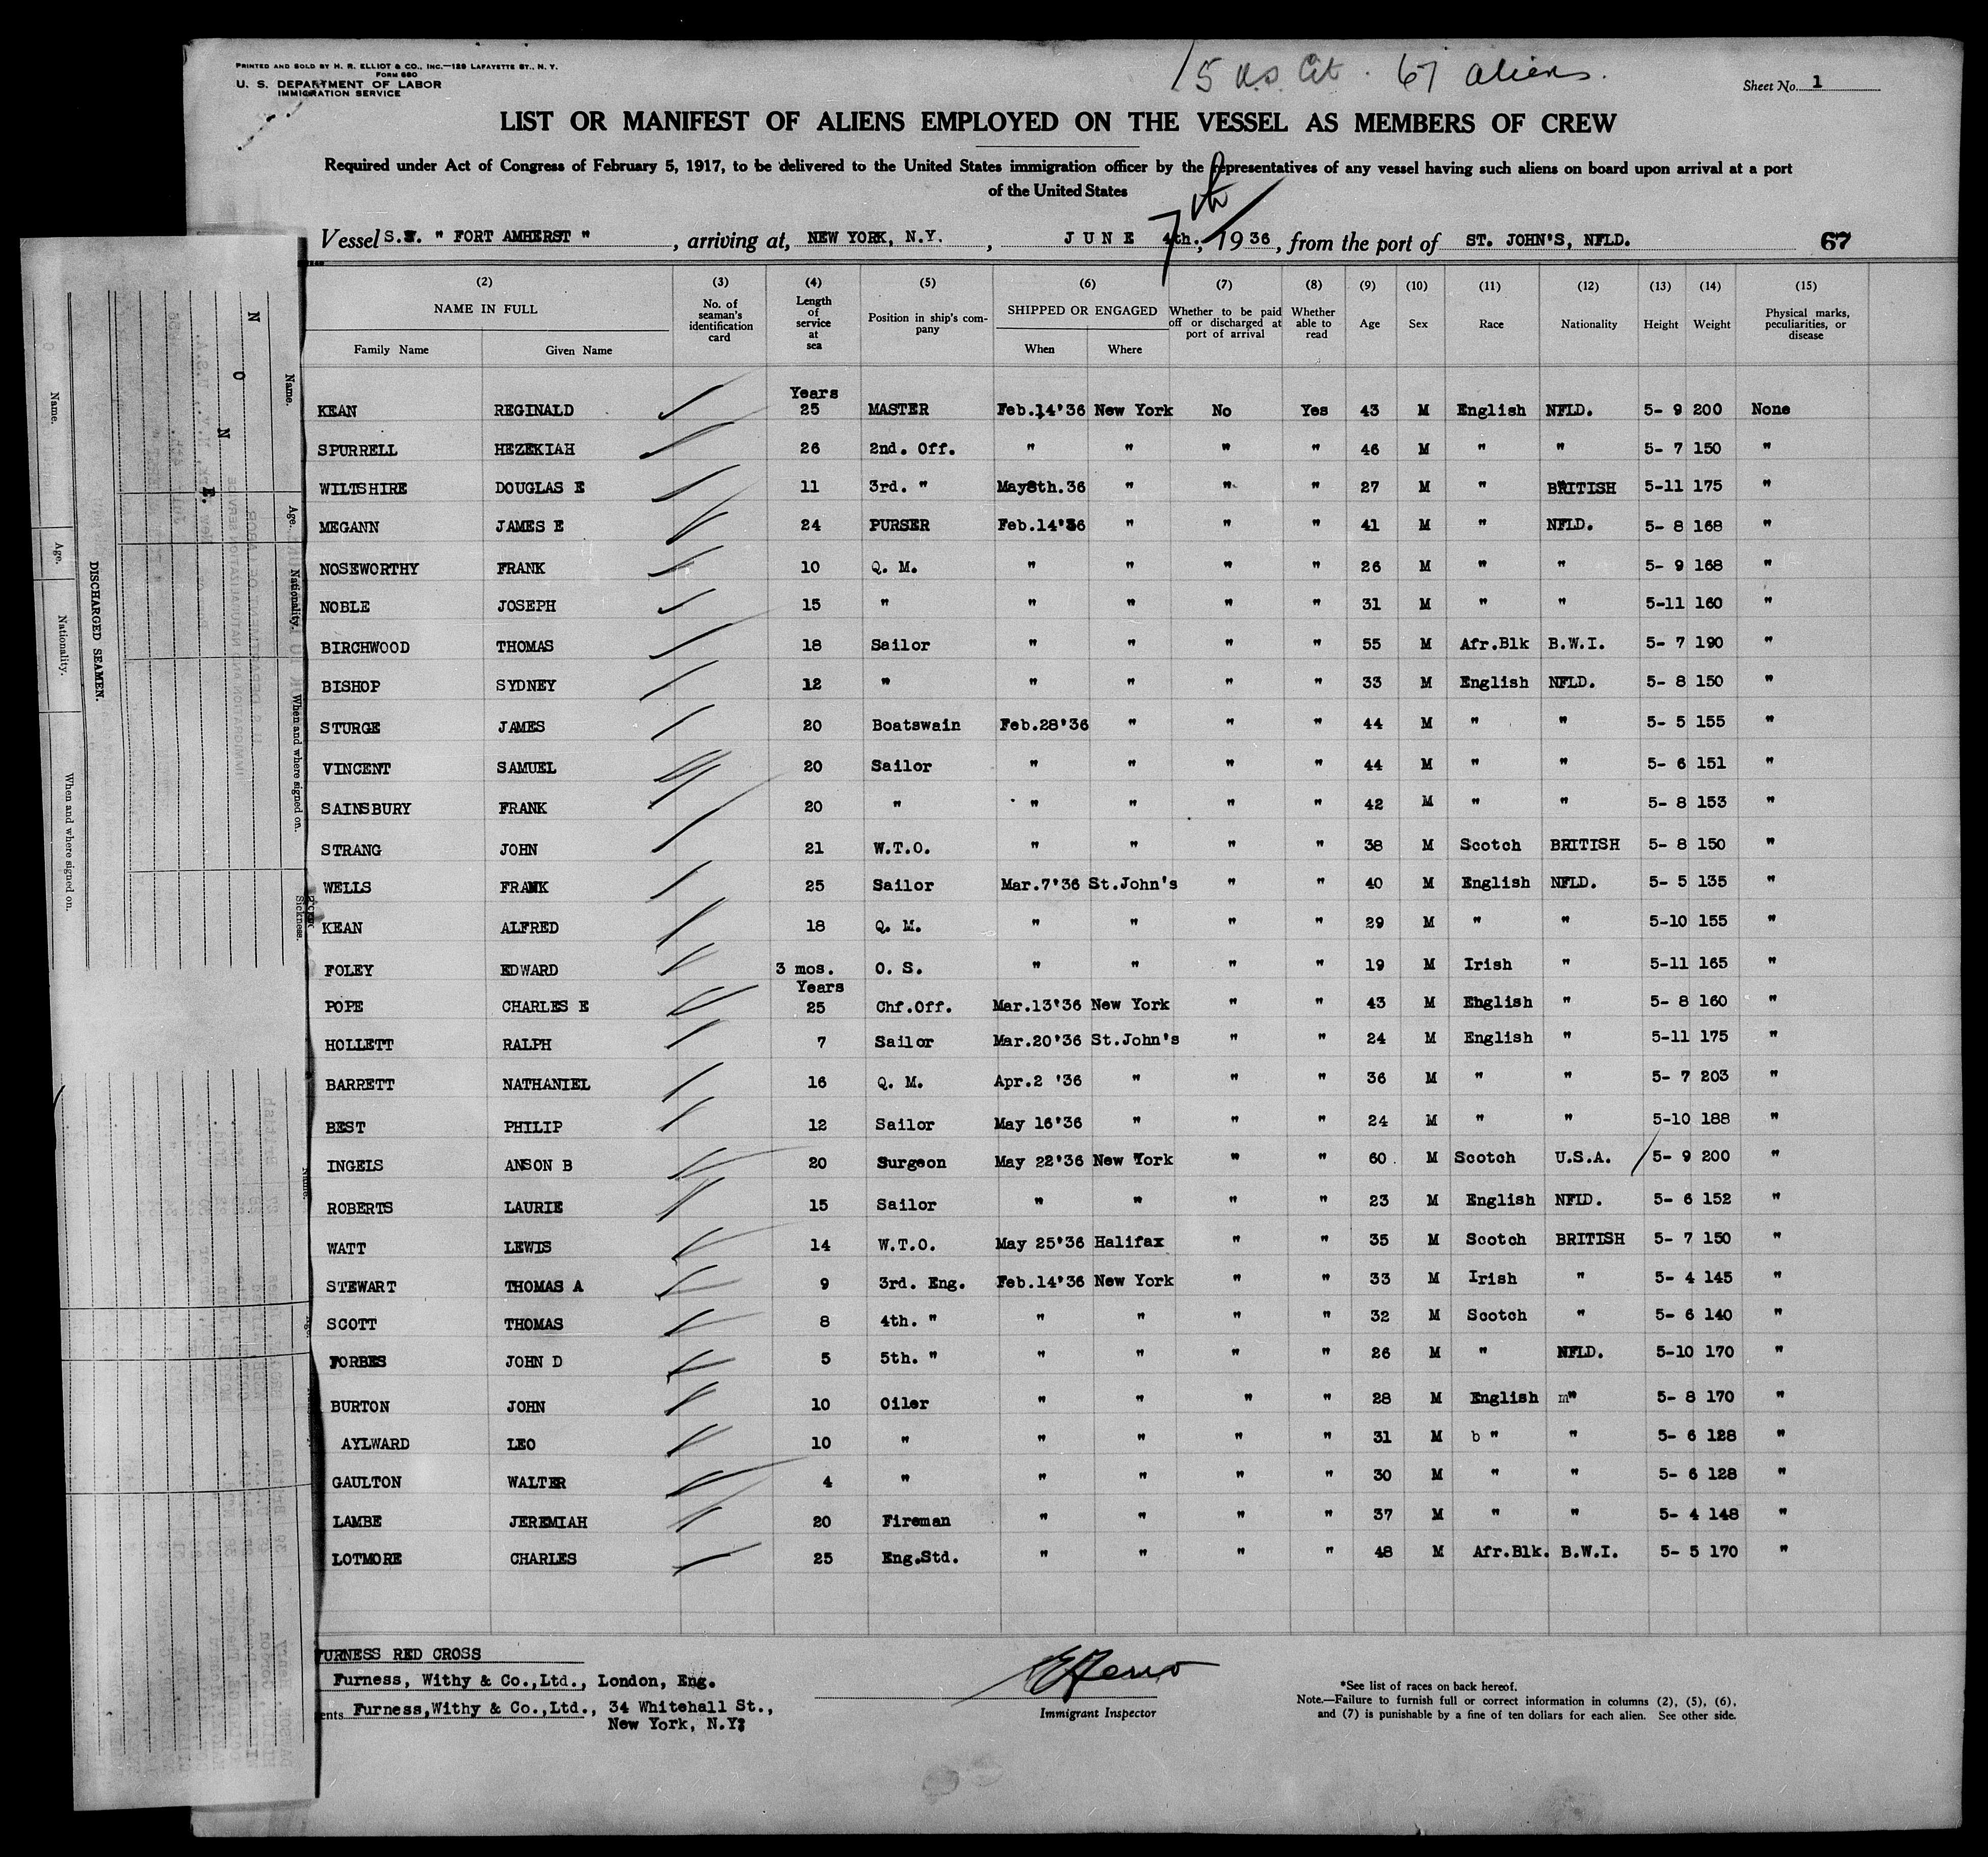 PRINTED AND SOLD BY H. R. ELLIOT & CO., INC.—129 LAFAYETTE ST., N. Y.
FORM 680
U. S. DEPARTMENT OF LABOR
IMMIGRATION SERVICE
15 U.S. Cit. 67 aliens.
Sheet No. 1
LIST OR MANIFEST OF ALIENS EMPLOYED ON THE VESSEL AS MEMBERS OF CREW
Required under Act of Congress of February 5, 1917, to be delivered to the United States immigration officer by the representatives of any vessel having such aliens on board upon arrival at a port
of the United States
7th
Vessel S.S. " FORT AMHERST ", arriving at, NEW YORK, N.Y., JUNE 4th., 1936, from the port of ST. JOHN'S, NFLD. 67
(2) (3) (4) (5) (6) (7) (8) (9) (10) (11) (12) (13) (14) (15)
NAME IN FULL No. of seaman's identification card Length of service at sea Position in ship's company SHIPPED OR ENGAGED Whether to be paid off or discharged at port of arrival Whether able to read Age Sex Race Nationality Height Weight Physical marks, peculiarities, or disease
Family Name Given Name When Where
Years
KEAN REGINALD 25 MASTER Feb.14'36 New York No Yes 43 M English NFLD. 5- 9 200 None
SPURRELL HEZEKIAH 26 2nd. Off. " " " " 46 M " " 5- 7 150 "
WILTSHIRE DOUGLAS E 11 3rd. " May8th.36 " " " 27 M " BRITISH 5-11 175 "
MEGANN JAMES E 24 PURSER Feb.14'36 " " " 41 M " NFLD. 5- 8 168 "
NOSEWORTHY FRANK 10 Q. M. " " " " 26 M " " 5- 9 168 "
NOBLE JOSEPH 15 " " " " " 31 M " " 5-11 160 "
BIRCHWOOD THOMAS 18 Sailor " " " " 55 M Afr.Blk B.W.I. 5- 7 190 "
BISHOP SYDNEY 12 " " " " " 33 M English NFLD. 5- 8 150 "
STURGE JAMES 20 Boatswain Feb.28'36 " " " 44 M " " 5- 5 155 "
VINCENT SAMUEL 20 Sailor " " " " 44 M " " 5- 6 151 "
SAINSBURY FRANK 20 " " " " " 42 M " " 5- 8 153 "
STRANG JOHN 21 W.T.O. " " " " 38 M Scotch BRITISH 5- 8 150 "
WELLS FRANK 25 Sailor Mar.7'36 St.John's " " 40 M English NFLD. 5- 5 135 "
KEAN ALFRED 18 Q. M. " " " " 29 M " " 5-10 155 "
FOLEY EDWARD 3 mos. O. S. " " " " 19 M Irish " 5-11 165 "
Years
POPE CHARLES E 25 Chf.Off. Mar.13'36 New York " " 43 M English " 5- 8 160 "
HOLLETT RALPH 7 Sailor Mar.20'36 St.John's " " 24 M English " 5-11 175 "
BARRETT NATHANIEL 16 Q. M. Apr.2 '36 " " " 36 M " " 5- 7 203 "
BEST PHILIP 12 Sailor May 16'36 " " " 24 M " " 5-10 188 "
INGELS ANSON B 20 Surgeon May 22'36 New York " " 60 M Scotch U.S.A. 5- 9 200 "
ROBERTS LAURIE 15 Sailor " " " " 23 M English NFLD. 5- 6 152 "
WATT LEWIS 14 W.T.O. May 25'36 Halifax " " 35 M Scotch BRITISH 5- 7 150 "
STEWART THOMAS A 9 3rd. Eng. Feb.14'36 New York " " 33 M Irish " 5- 4 145 "
SCOTT THOMAS 8 4th. " " " " " 32 M Scotch " 5- 6 140 "
FORBES JOHN D 5 5th. " " " " " 26 M " NFLD. 5-10 170 "
BURTON JOHN 10 Oiler " " " " 28 M English m" 5- 8 170 "
AYLWARD LEO 10 " " " " " 31 M b " " 5- 6 128 "
GAULTON WALTER 4 " " " " " 30 M " " 5- 6 128 "
LAMBE JEREMIAH 20 Fireman " " " " 37 M " " 5- 4 148 "
LOTMORE CHARLES 25 Eng.Std. " " " " 48 M Afr.Blk. B.W.I. 5- 5 170 "
FURNESS RED CROSS
Furness, Withy & Co.,Ltd., London, Eng.
ents Furness,Withy & Co.,Ltd., 34 Whitehall St.,
New York, N.Y.
Immigrant Inspector
*See list of races on back hereof.
Note.—Failure to furnish full or correct information in columns (2), (5), (6),
and (7) is punishable by a fine of ten dollars for each alien. See other side.
DISCHARGED SEAMEN.
Name. Age. Nationality. When and where signed on.
Name. Age. Nationality. When and where signed on. Sickness.
N O N E.